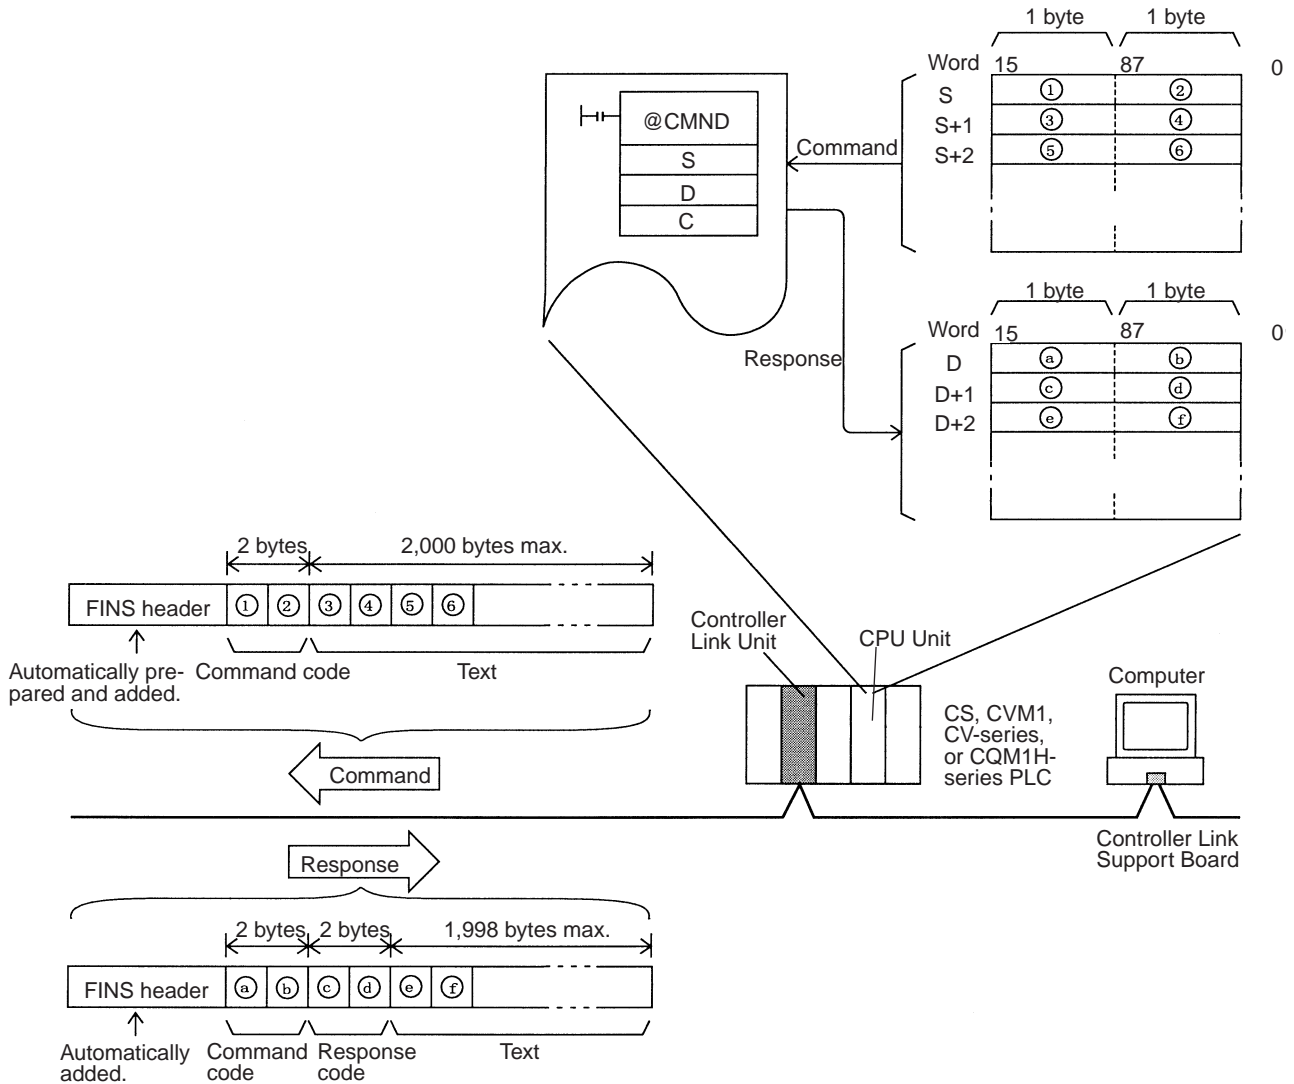 1 byte 1 byte
Word 15 87 0
S ① ②
S+1 ③ ④
S+2 ⑤ ⑥
@CMND
S
D
C
Command
1 byte 1 byte
Word 15 87 0
D ⓐ ⓑ
D+1 ⓒ ⓓ
D+2 ⓔ ⓕ
Response
2 bytes 2,000 bytes max.
FINS header ① ② ③ ④ ⑤ ⑥
Automatically pre-
pared and added.
Command code
Text
Command
Controller
Link Unit
CPU Unit
CS, CVM1,
CV-series,
or CQM1H-
series PLC
Computer
Controller Link
Support Board
Response
2 bytes 2 bytes 1,998 bytes max.
FINS header ⓐ ⓑ ⓒ ⓓ ⓔ ⓕ
Automatically
added.
Command
code
Response
code
Text